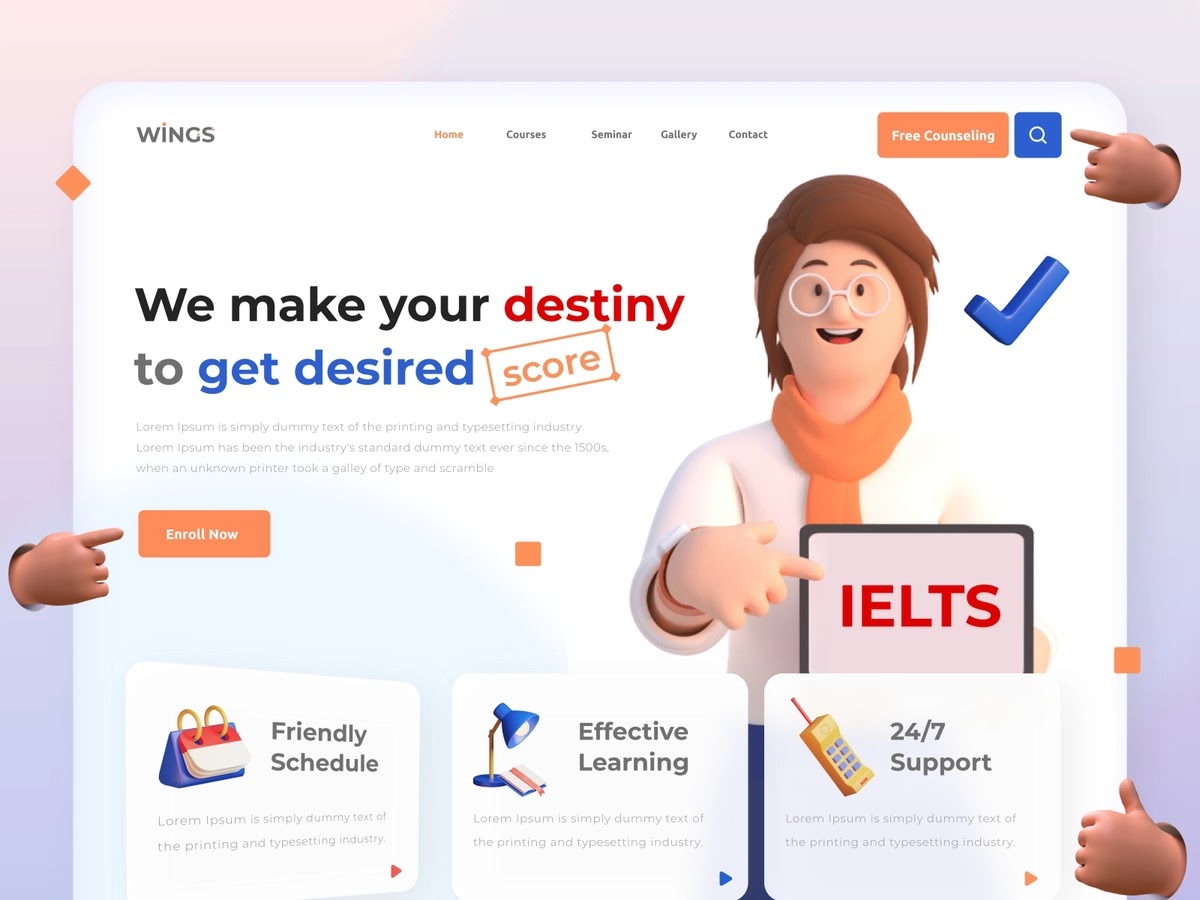 WINGS
Home
Courses
Seminar
Gallery
Contact
Free Counseling
We make your destiny
to get desired score
Lorem Ipsum is simply dummy text of the printing and typesetting industry.
Lorem Ipsum has been the industry's standard dummy text ever since the 1500s,
when an unknown printer took a galley of type and scramble
Enroll Now
IELTS
Friendly
Schedule
Lorem Ipsum is simply dummy text of
the printing and typesetting industry.
Effective
Learning
Lorem Ipsum is simply dummy text of
the printing and typesetting industry.
24/7
Support
Lorem Ipsum is simply dummy text of
the printing and typesetting industry.